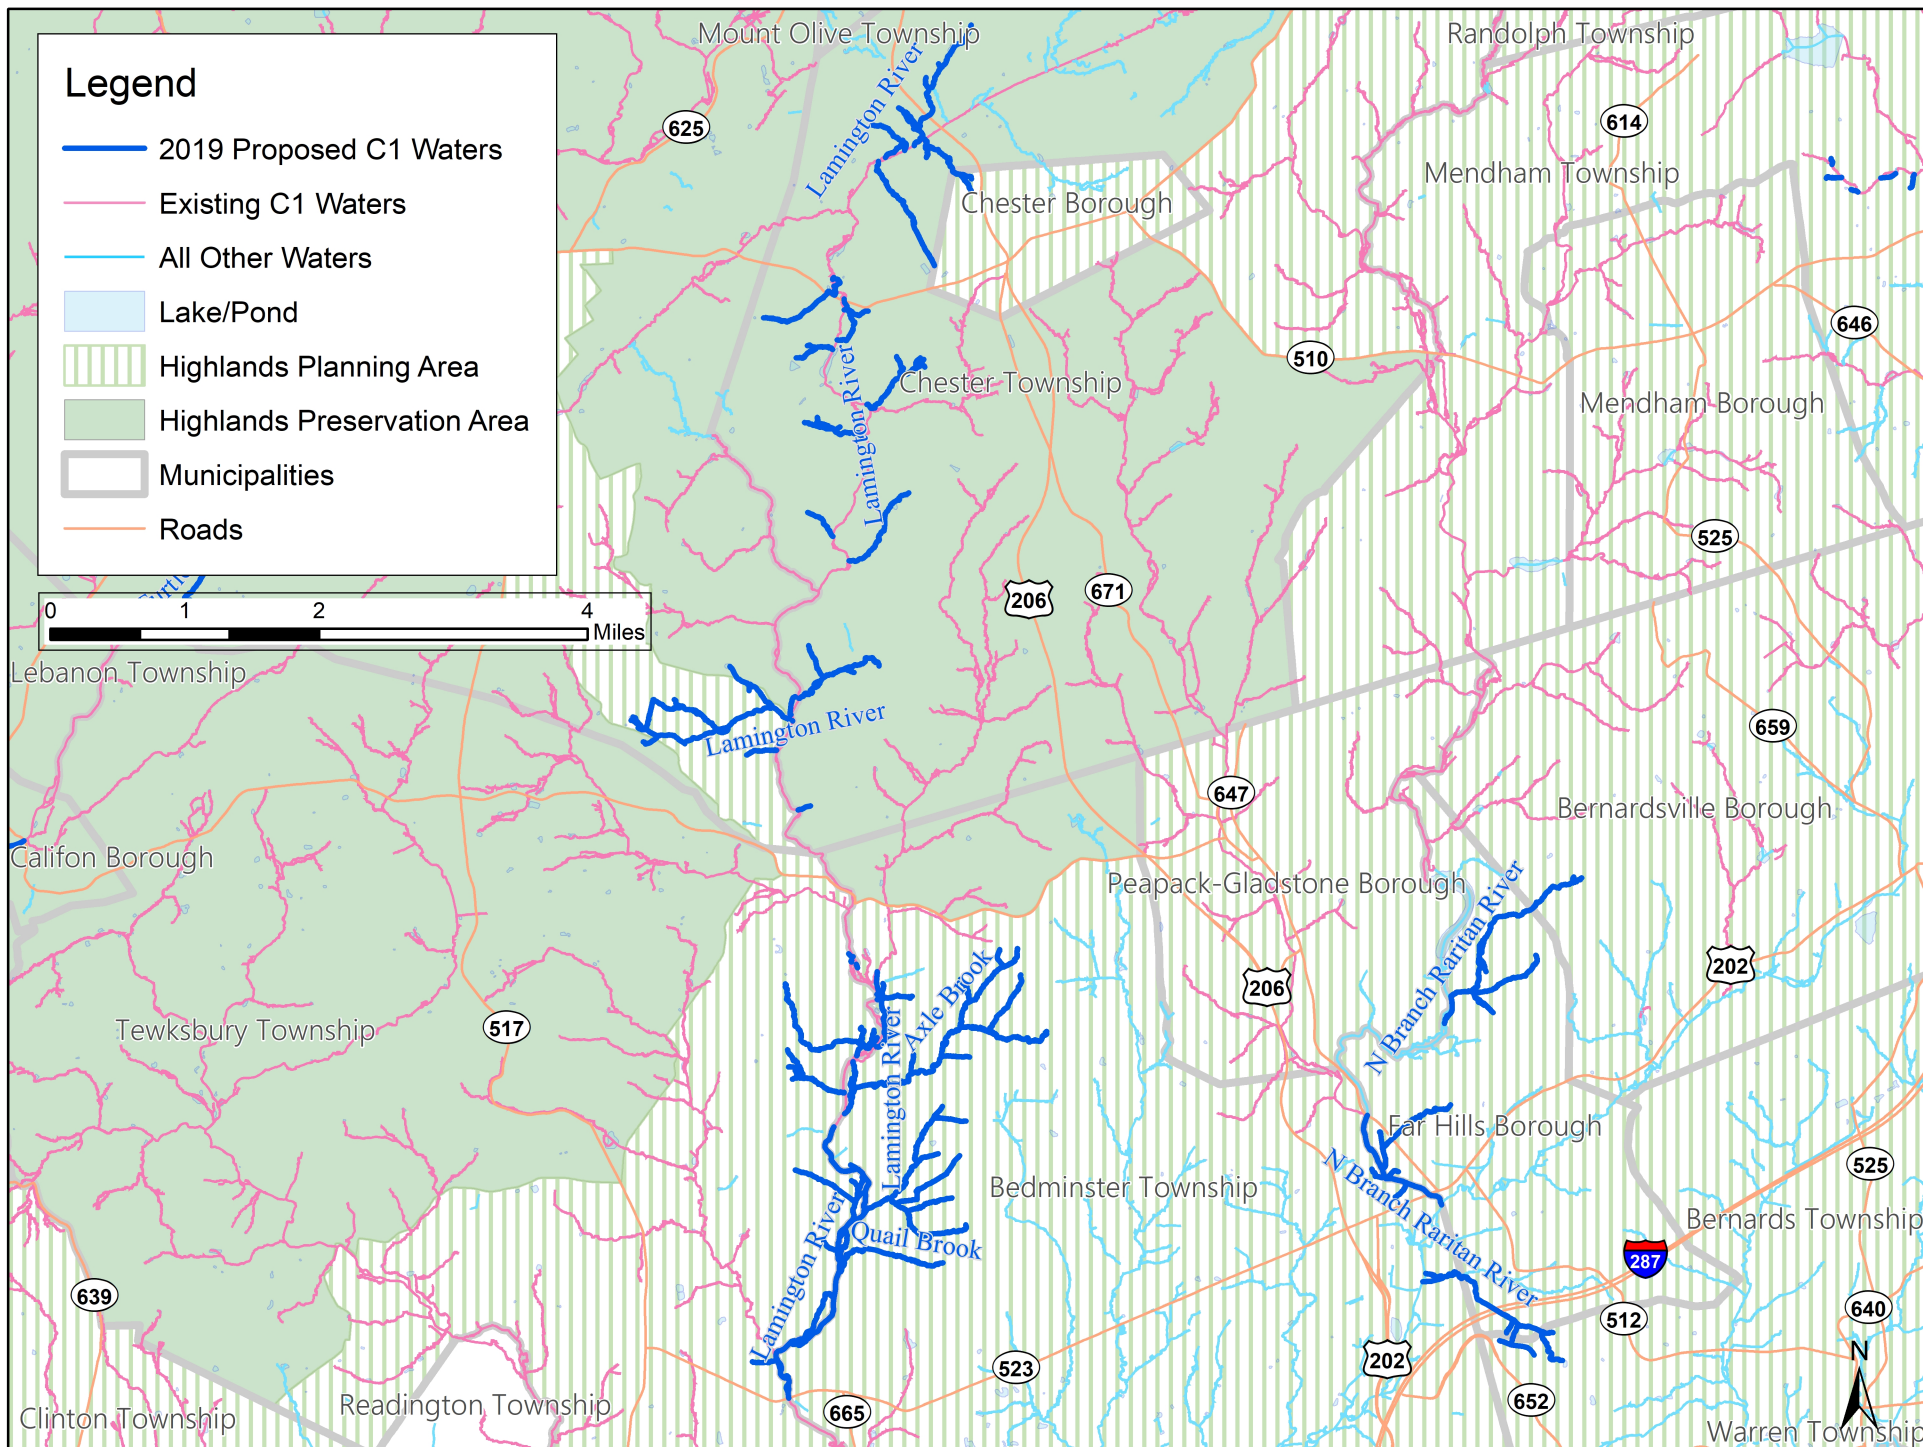 Mount Olive Township
Randolph Township
Legend
2019 Proposed C1 Waters
Existing C1 Waters
All Other Waters
Lake/Pond
Highlands Planning Area
Highlands Preservation Area
Municipalities
Roads
0 1 2 4 Miles
625
Lamington River
614
Mendham Township
Chester Borough
646
510
Chester Township
Lamington River
Mendham Borough
525
206
671
Lebanon Township
Lamington River
659
647
Bernardsville Borough
Califon Borough
Peapack-Gladstone Borough
N Branch Raritan River
202
206
Axle Brook
Tewksbury Township
517
Lamington River
Far Hills Borough
525
N Branch Raritan River
Bedminster Township
Bernards Township
Quail Brook
Lamington River
287
639
640
512
202
523
N
652
665
Readington Township
Clinton Township
Warren Township